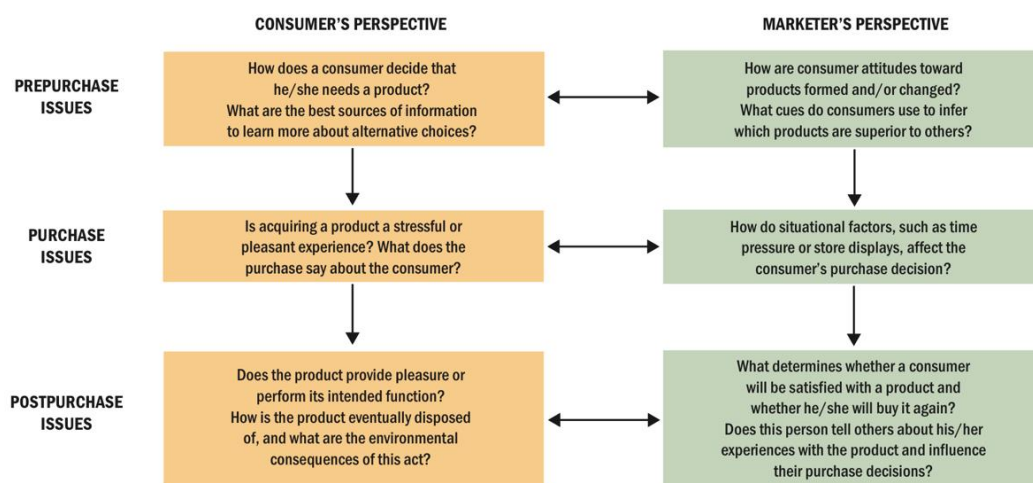 CONSUMER'S PERSPECTIVE
MARKETER'S PERSPECTIVE
PREPURCHASE
ISSUES
How does a consumer decide that
he/she needs a product?
What are the best sources of information
to learn more about alternative choices?
How are consumer attitudes toward
products formed and/or changed?
What cues do consumers use to infer
which products are superior to others?
PURCHASE
ISSUES
Is acquiring a product a stressful or
pleasant experience? What does the
purchase say about the consumer?
How do situational factors, such as time
pressure or store displays, affect the
consumer's purchase decision?
POSTPURCHASE
ISSUES
Does the product provide pleasure or
perform its intended function?
How is the product eventually disposed
of, and what are the environmental
consequences of this act?
What determines whether a consumer
will be satisfied with a product and
whether he/she will buy it again?
Does this person tell others about his/her
experiences with the product and influence
their purchase decisions?